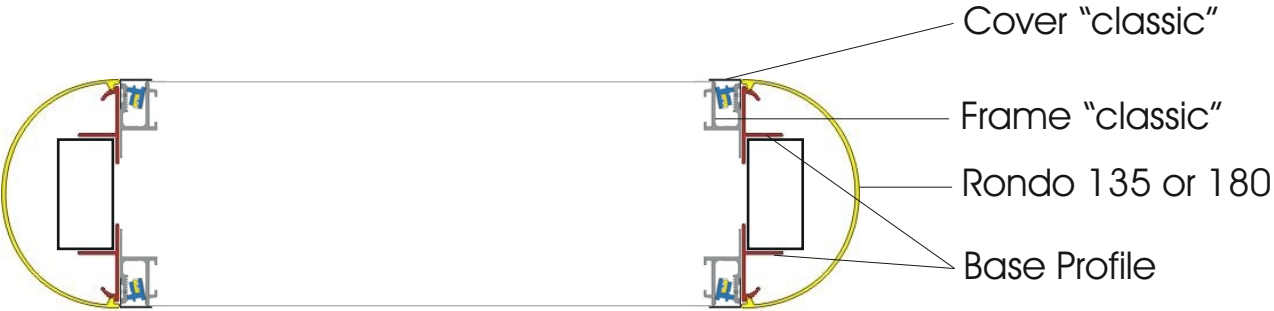 Cover “classic”
Frame “classic”
Rondo 135 or 180
Base Profile